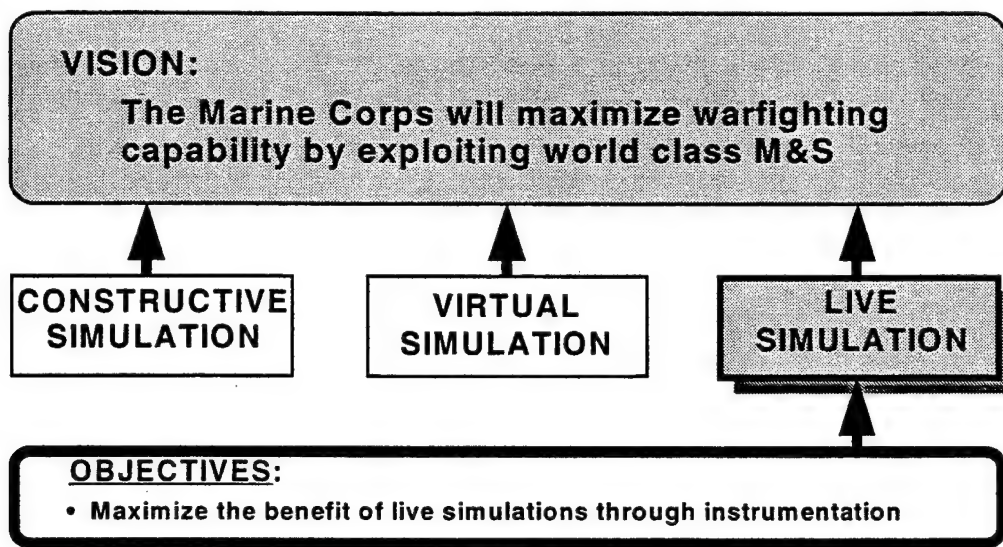 VISION:
The Marine Corps will maximize warfighting
capability by exploiting world class M&S
CONSTRUCTIVE
SIMULATION
VIRTUAL
SIMULATION
LIVE
SIMULATION
OBJECTIVES:
• Maximize the benefit of live simulations through instrumentation